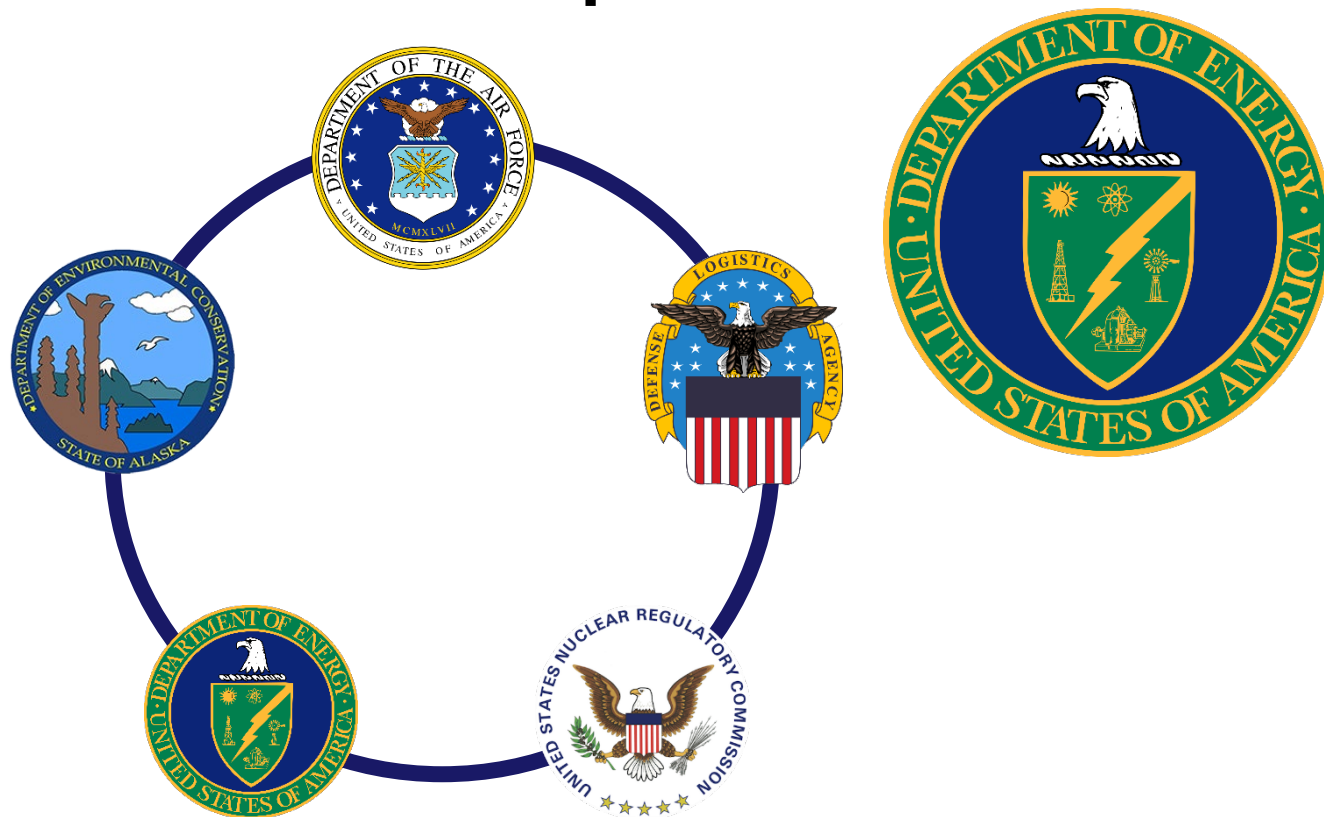 DEPARTMENT OF THE AIR FORCE
MCMXLVII
UNITED STATES OF AMERICA
DEPARTMENT OF ENERGY
UNITED STATES OF AMERICA
DEPARTMENT OF ENVIRONMENTAL CONSERVATION
STATE OF ALASKA
DEFENSE LOGISTICS AGENCY
DEPARTMENT OF ENERGY
UNITED STATES OF AMERICA
UNITED STATES NUCLEAR REGULATORY COMMISSION